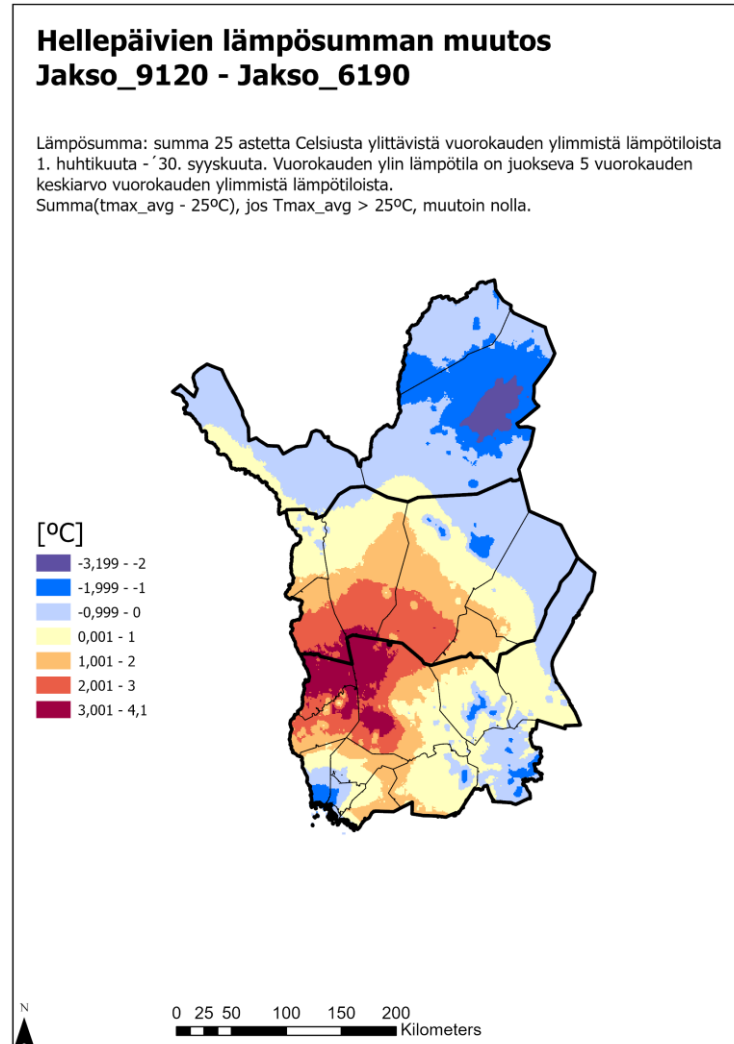 Hellepäivien lämpösumman muutos
Jakso_9120 - Jakso_6190
Lämpösumma: summa 25 astetta Celsiusta ylittävistä vuorokauden ylimmistä lämpötiloista
1. huhtikuuta -´30. syyskuuta. Vuorokauden ylin lämpötila on juokseva 5 vuorokauden
keskiarvo vuorokauden ylimmistä lämpötiloista.
Summa(tmax_avg - 25ºC), jos Tmax_avg > 25ºC, muutoin nolla.
[ºC]
-3,199 - -2
-1,999 - -1
-0,999 - 0
0,001 - 1
1,001 - 2
2,001 - 3
3,001 - 4,1
N
0 25 50 100 150 200
Kilometers